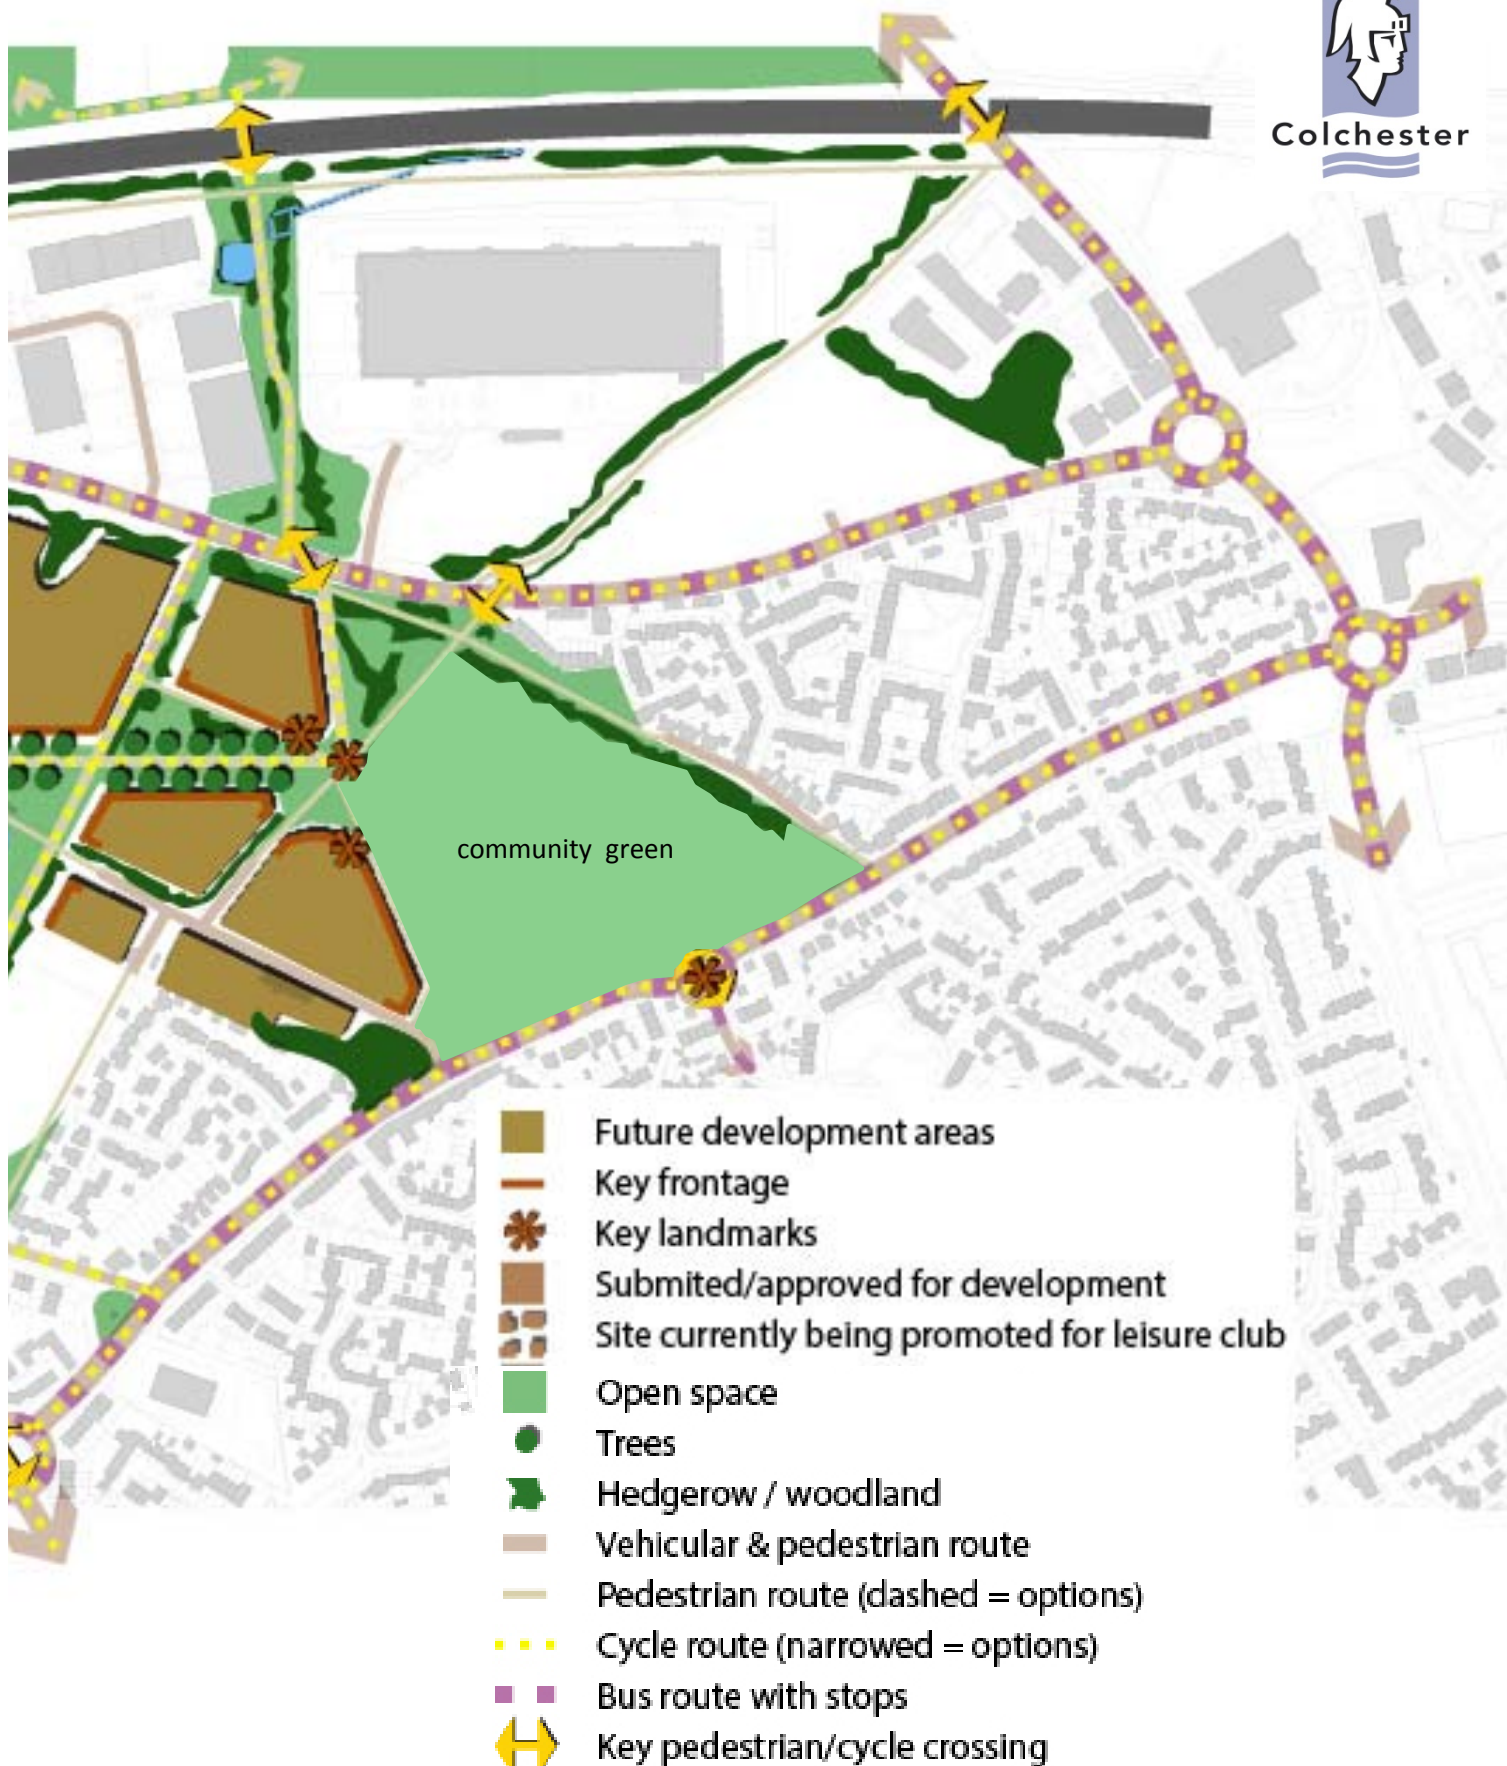 Colchester
community green
Future development areas
Key frontage
Key landmarks
Submited/approved for development
Site currently being promoted for leisure club
Open space
Trees
Hedgerow / woodland
Vehicular & pedestrian route
Pedestrian route (dashed = options)
Cycle route (narrowed = options)
Bus route with stops
Key pedestrian/cycle crossing